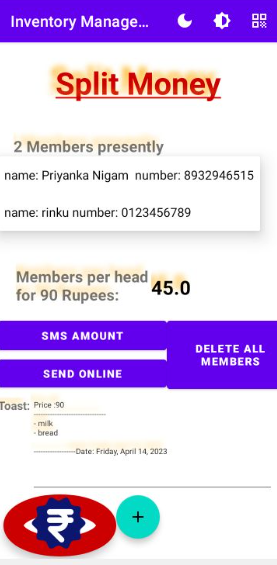 Inventory Manage...
Split Money
2 Members presently
name: Priyanka Nigam  number: 8932946515
name: rinku number: 0123456789
Members per head
for 90 Rupees:
45.0
SMS AMOUNT
SEND ONLINE
DELETE ALL
MEMBERS
Toast:
Price :90
------------------------------
- milk
- bread
------------------Date: Friday, April 14, 2023
₹
+